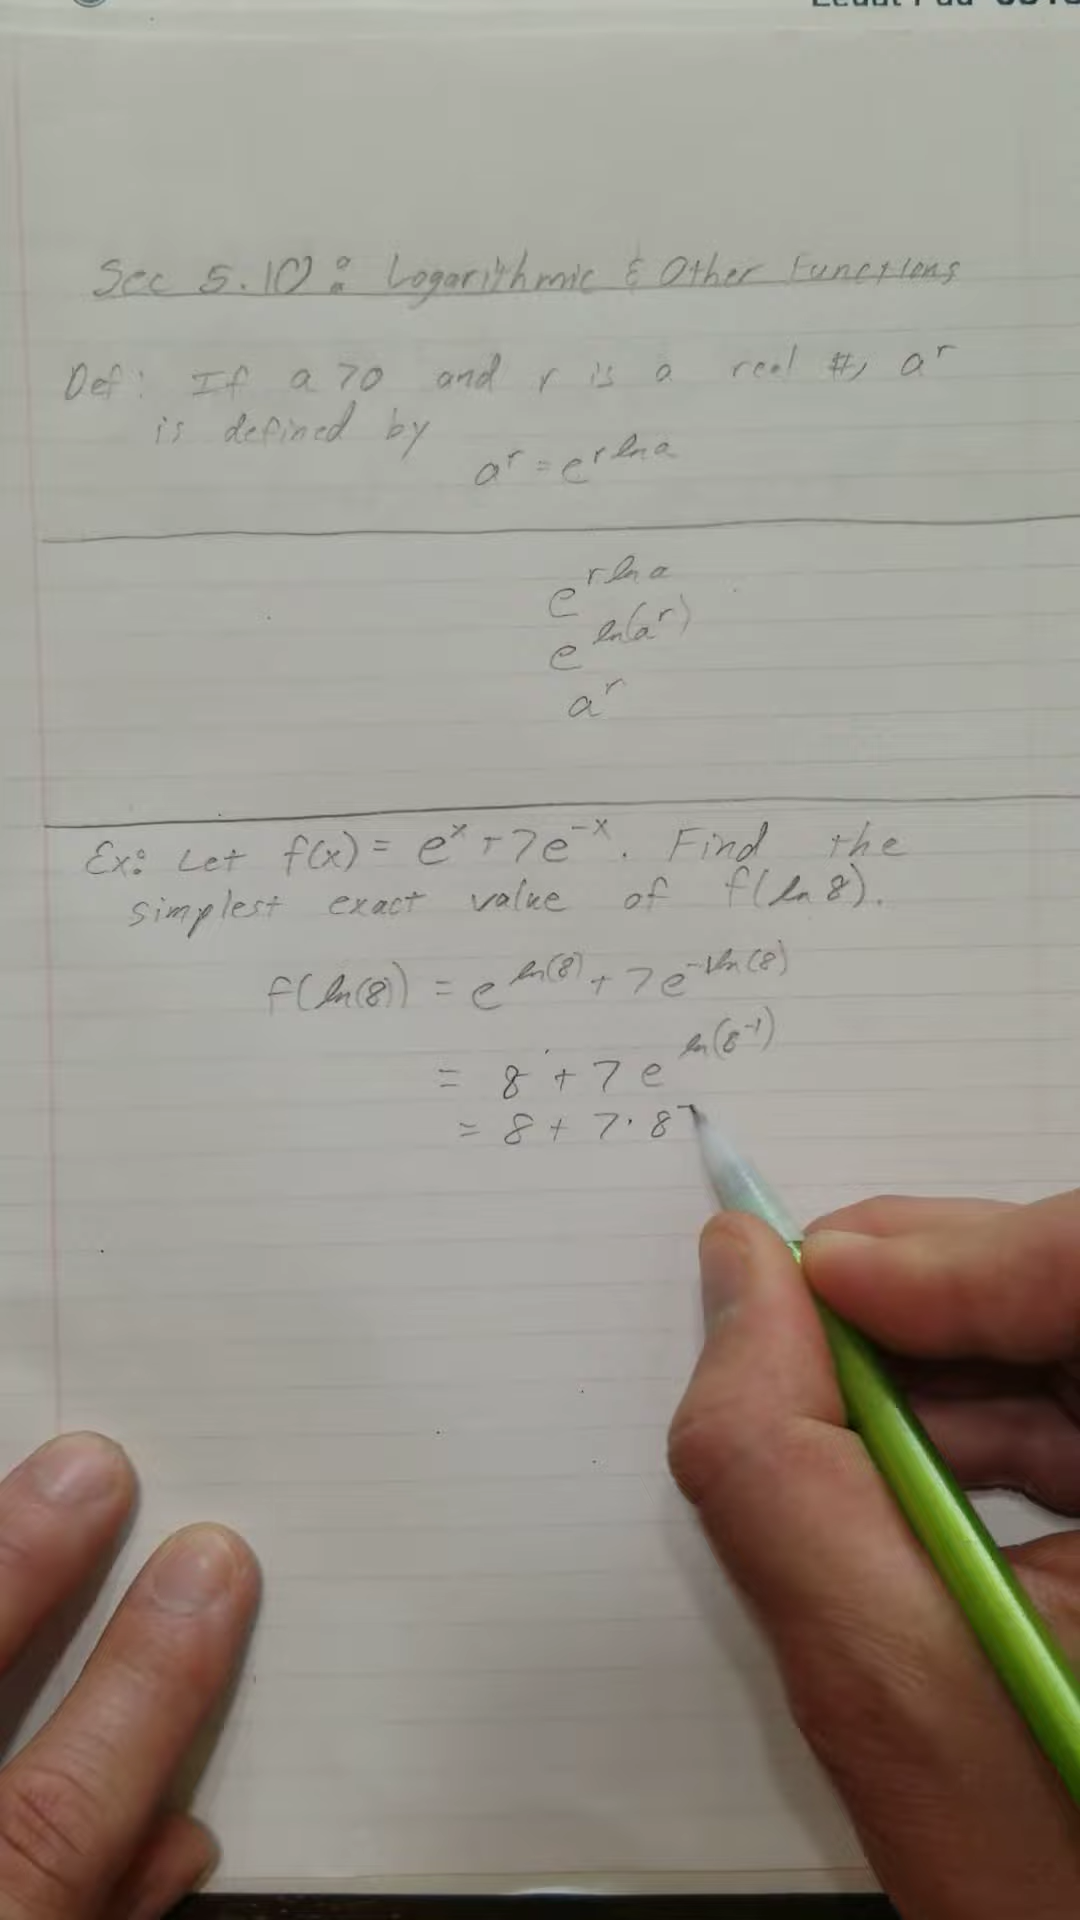 Sec 5.10: Logarithmic & Other Functions
Def: If a>0 and r is a real #, a^r
is defined by
a^r = e^{r ln a}
e^{r ln a}
e^{ln(a^r)}
a^r
Ex: Let f(x) = e^x + 7e^{-x}. Find the
simplest exact value of f(ln 8).
f(ln(8)) = e^{ln(8)} + 7e^{-1ln(8)}
= 8 + 7e^{ln(8^{-1})}
= 8 + 7·8^-